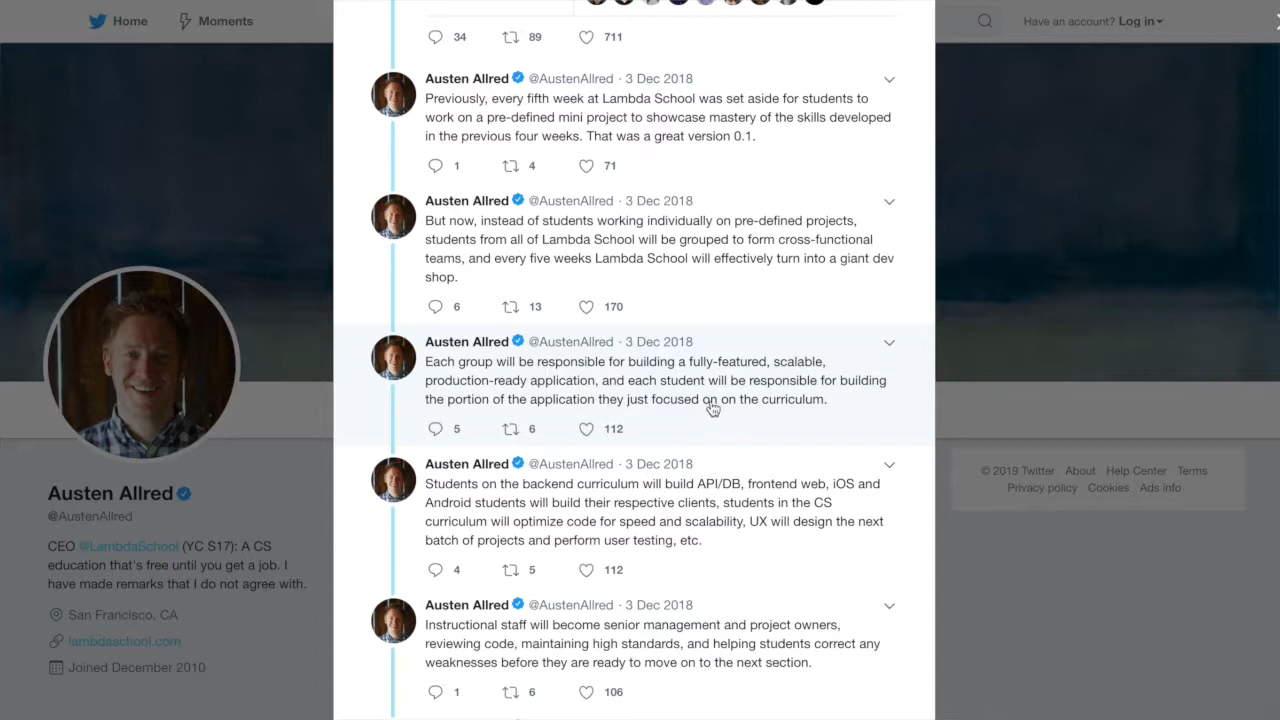 Home
Moments
Have an account? Log in
34 89 711
Austen Allred @AustenAllred · 3 Dec 2018
Previously, every fifth week at Lambda School was set aside for students to
work on a pre-defined mini project to showcase mastery of the skills developed
in the previous four weeks. That was a great version 0.1.
1 4 71
Austen Allred @AustenAllred · 3 Dec 2018
But now, instead of students working individually on pre-defined projects,
students from all of Lambda School will be grouped to form cross-functional
teams, and every five weeks Lambda School will effectively turn into a giant dev
shop.
6 13 170
Austen Allred @AustenAllred · 3 Dec 2018
Each group will be responsible for building a fully-featured, scalable,
production-ready application, and each student will be responsible for building
the portion of the application they just focused on on the curriculum.
5 6 112
Austen Allred @AustenAllred · 3 Dec 2018
Students on the backend curriculum will build API/DB, frontend web, iOS and
Android students will build their respective clients, students in the CS
curriculum will optimize code for speed and scalability, UX will design the next
batch of projects and perform user testing, etc.
4 5 112
Austen Allred @AustenAllred · 3 Dec 2018
Instructional staff will become senior management and project owners,
reviewing code, maintaining high standards, and helping students correct any
weaknesses before they are ready to move on to the next section.
1 6 106
Austen Allred
@AustenAllred
CEO @LambdaSchool (YC S17): A CS
education that's free until you get a job. I
have made remarks that I do not agree with.
San Francisco, CA
lambdaschool.com
Joined December 2010
© 2019 Twitter About Help Center Terms
Privacy policy Cookies Ads info